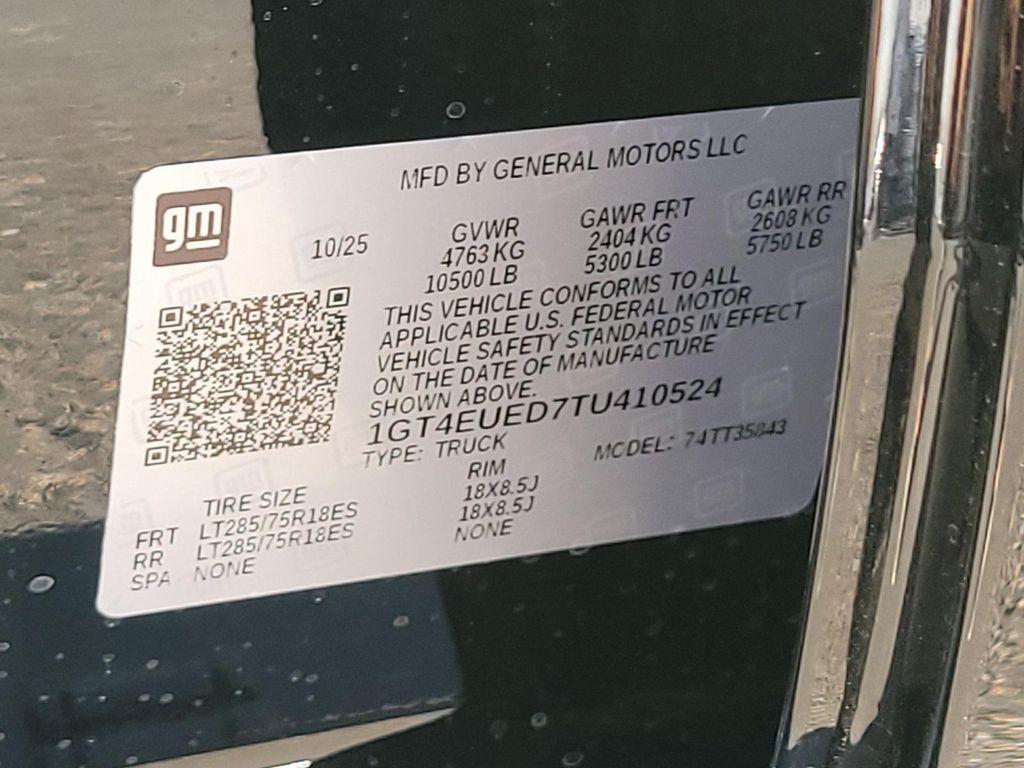 MFD BY GENERAL MOTORS LLC
gm
10/25
GVWR
4763 KG
10500 LB
GAWR FRT
2404 KG
5300 LB
GAWR RR
2608 KG
5750 LB
THIS VEHICLE CONFORMS TO ALL
APPLICABLE U.S. FEDERAL MOTOR
VEHICLE SAFETY STANDARDS IN EFFECT
ON THE DATE OF MANUFACTURE
SHOWN ABOVE.
1GT4EUED7TU410524
TYPE: TRUCK
MODEL: 74TT35043
TIRE SIZE RIM
FRT LT285/75R18ES 18X8.5J
RR LT285/75R18ES 18X8.5J
SPA NONE NONE